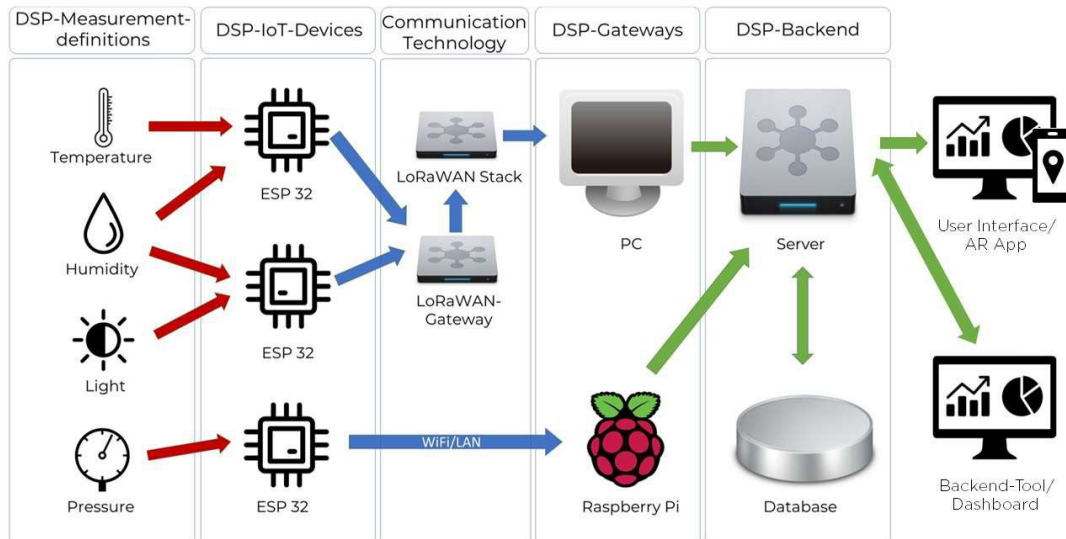 DSP-Measurement-
definitions
DSP-IoT-Devices
Communication
Technology
DSP-Gateways
DSP-Backend
Temperature
Humidity
Light
Pressure
ESP 32
ESP 32
ESP 32
LoRaWAN Stack
LoRaWAN-
Gateway
WiFi/LAN
PC
Raspberry Pi
Server
Database
User Interface/
AR App
Backend-Tool/
Dashboard